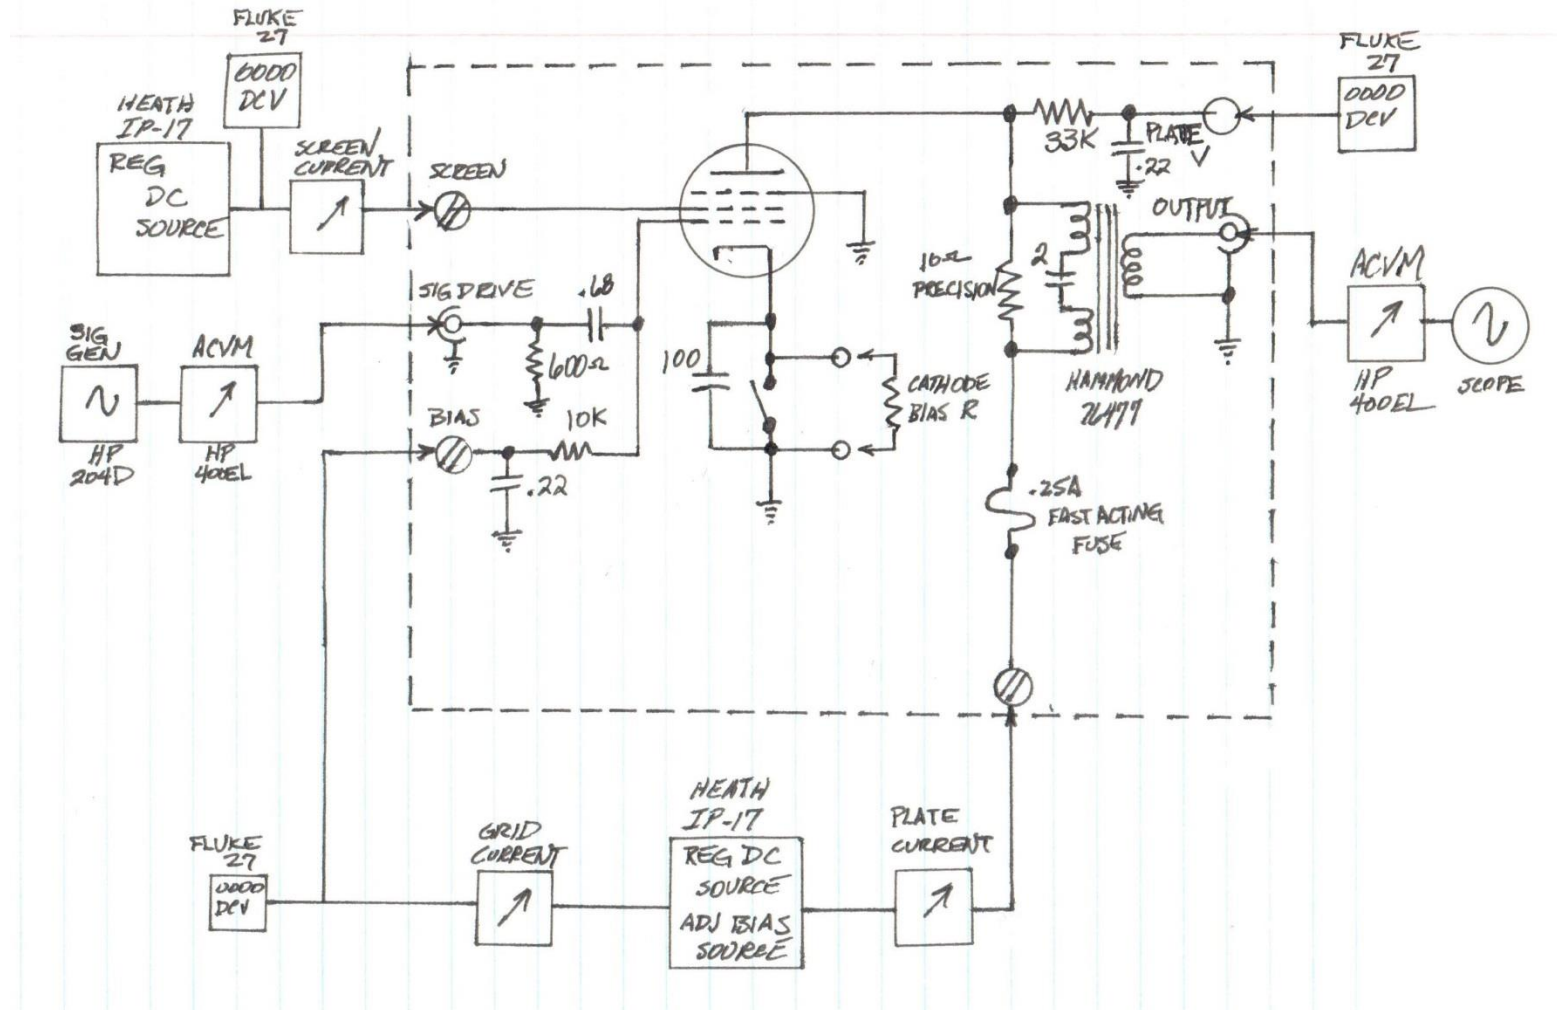 FLUKE
27
6000
DCV
HEATH
IP-17
REG
DC
SOURCE
SCREEN
CURRENT
SCREEN
SIG DRIVE
.68
600Ω
SIG
GEN
HP
204D
ACVM
HP
400EL
BIAS
10K
.22
100
CATHODE
BIAS R
33K
PLATE
V
.22
FLUKE
27
0000
DCV
10Ω
PRECISION
2
OUTPUT
HAMMOND
26477
ACVM
HP
400EL
SCOPE
.25A
FAST ACTING
FUSE
FLUKE
27
0000
DCV
GRID
CURRENT
HEATH
IP-17
REG DC
SOURCE
ADJ BIAS
SOURCE
PLATE
CURRENT